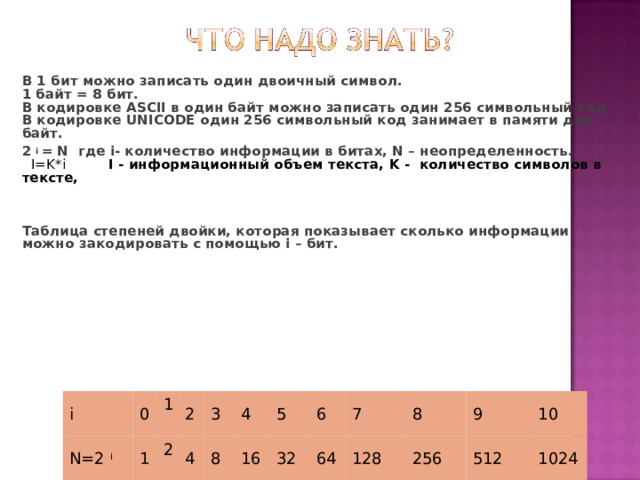 ЧТО НАДО ЗНАТЬ?
В 1 бит можно записать один двоичный символ.
1 байт = 8 бит.
В кодировке ASCII в один байт можно записать один 256 символьный код.
В кодировке UNICODE один 256 символьный код занимает в памяти два
байт.
2 i = N где i- количество информации в битах, N – неопределенность.
I=K*i I - информационный объем текста, K - количество символов в
тексте,
Таблица степеней двойки, которая показывает сколько информации
можно закодировать с помощью i – бит.
i 0 1 2 3 4 5 6 7 8 9 10
N=2 i 1 2 4 8 16 32 64 128 256 512 1024